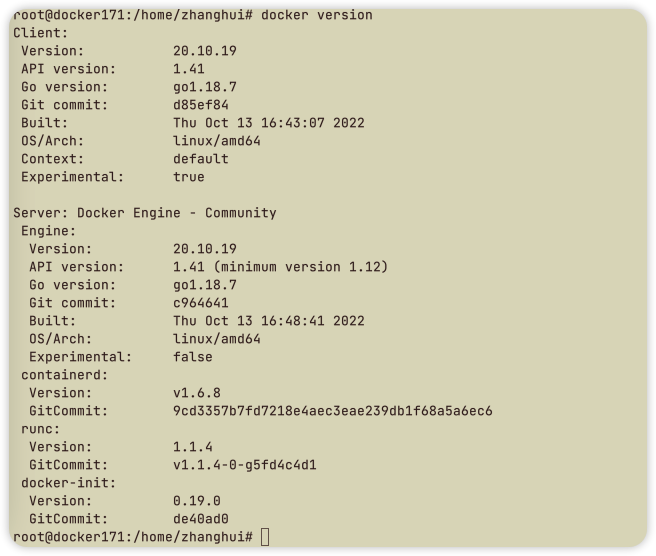 root@docker171:/home/zhanghui# docker version
Client:
 Version:           20.10.19
 API version:       1.41
 Go version:        go1.18.7
 Git commit:        d85ef84
 Built:             Thu Oct 13 16:43:07 2022
 OS/Arch:           linux/amd64
 Context:           default
 Experimental:      true

Server: Docker Engine - Community
 Engine:
  Version:          20.10.19
  API version:      1.41 (minimum version 1.12)
  Go version:       go1.18.7
  Git commit:       c964641
  Built:            Thu Oct 13 16:48:41 2022
  OS/Arch:          linux/amd64
  Experimental:     false
 containerd:
  Version:          v1.6.8
  GitCommit:        9cd3357b7fd7218e4aec3eae239db1f68a5a6ec6
 runc:
  Version:          1.1.4
  GitCommit:        v1.1.4-0-g5fd4c4d1
 docker-init:
  Version:          0.19.0
  GitCommit:        de40ad0
root@docker171:/home/zhanghui#